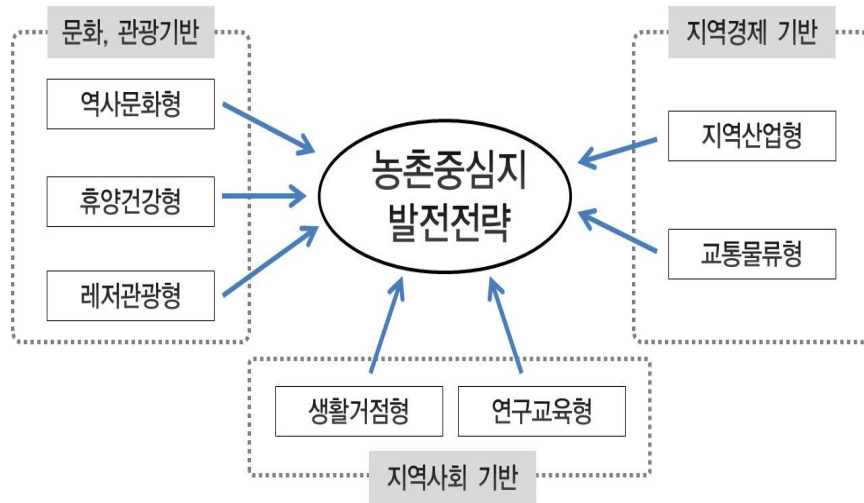 문화, 관광기반
역사문화형
휴양건강형
레저관광형
농촌중심지
발전전략
지역경제 기반
지역산업형
교통물류형
생활거점형
연구교육형
지역사회 기반